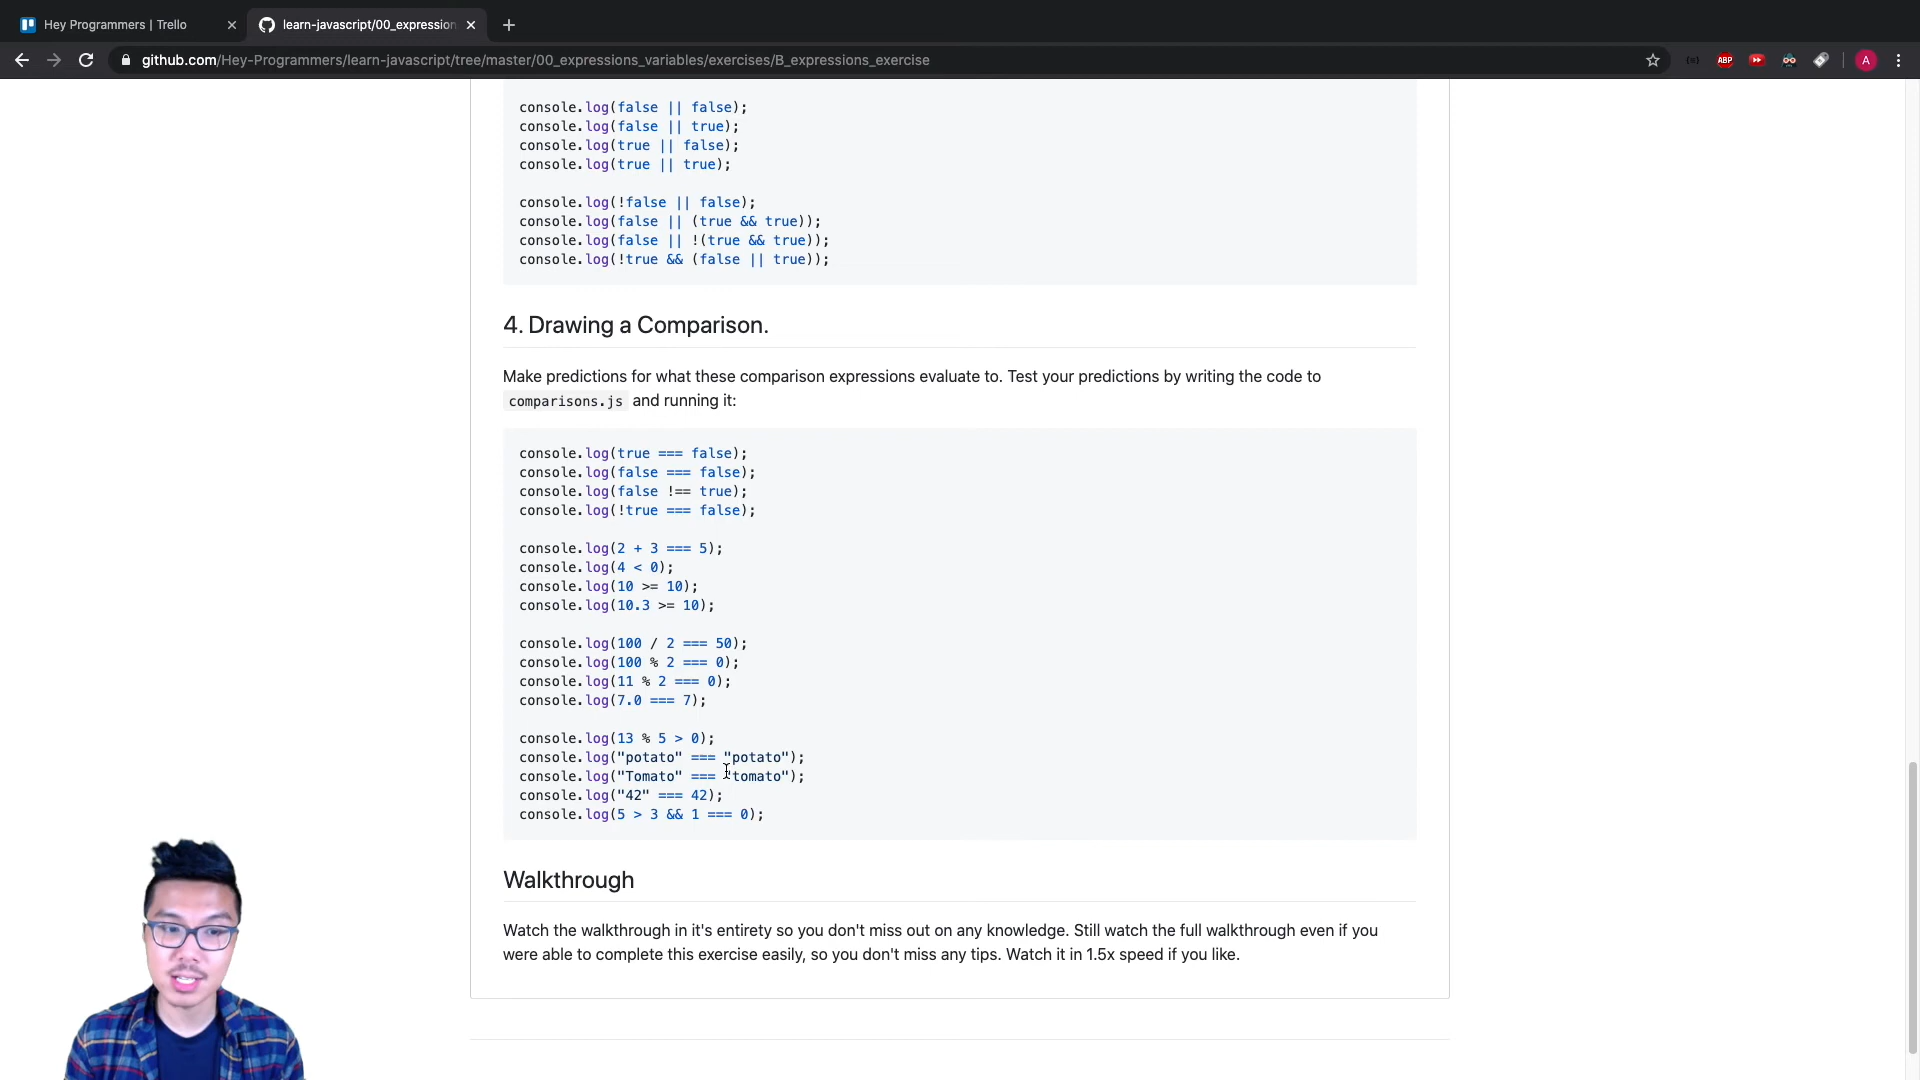 Hey Programmers | Trello
learn-javascript/00_expression
github.com/Hey-Programmers/learn-javascript/tree/master/00_expressions_variables/exercises/B_expressions_exercise
ABP
A
console.log(false || false);
console.log(false || true);
console.log(true || false);
console.log(true || true);
console.log(!false || false);
console.log(false || (true && true));
console.log(false || !(true && true));
console.log(!true && (false || true));
4. Drawing a Comparison.
Make predictions for what these comparison expressions evaluate to. Test your predictions by writing the code to
comparisons.js and running it:
console.log(true === false);
console.log(false === false);
console.log(false !== true);
console.log(!true === false);
console.log(2 + 3 === 5);
console.log(4 < 0);
console.log(10 >= 10);
console.log(10.3 >= 10);
console.log(100 / 2 === 50);
console.log(100 % 2 === 0);
console.log(11 % 2 === 0);
console.log(7.0 === 7);
console.log(13 % 5 > 0);
console.log("potato" === "potato");
console.log("Tomato" === "tomato");
console.log("42" === 42);
console.log(5 > 3 && 1 === 0);
Walkthrough
Watch the walkthrough in it's entirety so you don't miss out on any knowledge. Still watch the full walkthrough even if you
were able to complete this exercise easily, so you don't miss any tips. Watch it in 1.5x speed if you like.